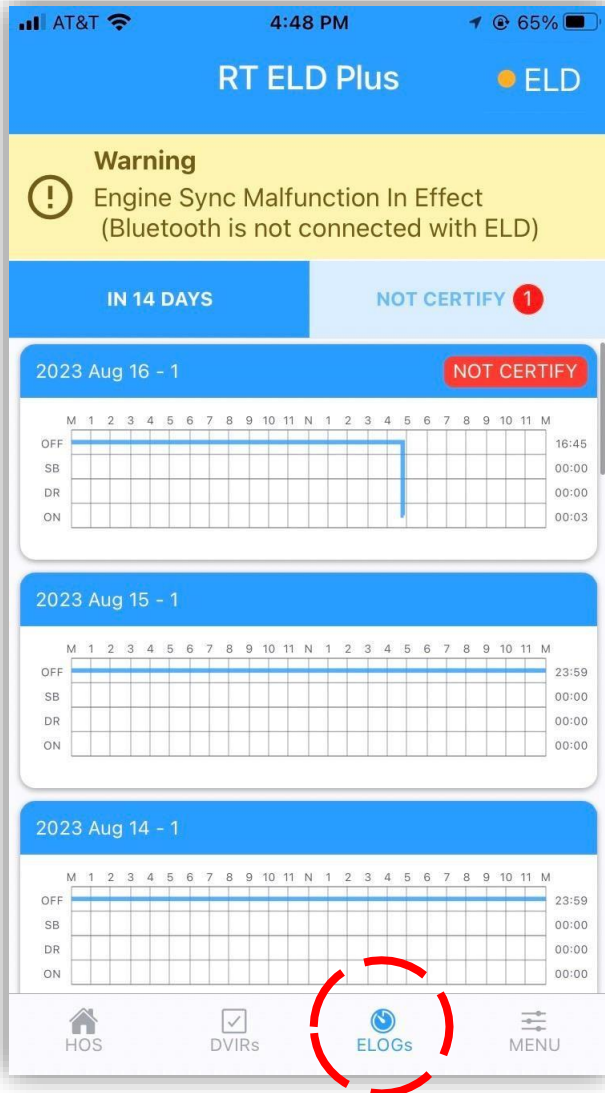 AT&T 4:48 PM 65%
RT ELD Plus ELD
Warning
Engine Sync Malfunction In Effect
(Bluetooth is not connected with ELD)
IN 14 DAYS NOT CERTIFY 1
2023 Aug 16 - 1 NOT CERTIFY
M 1 2 3 4 5 6 7 8 9 10 11 N 1 2 3 4 5 6 7 8 9 10 11 M
OFF 16:45
SB 00:00
DR 00:00
ON 00:03
2023 Aug 15 - 1
M 1 2 3 4 5 6 7 8 9 10 11 N 1 2 3 4 5 6 7 8 9 10 11 M
OFF 23:59
SB 00:00
DR 00:00
ON 00:00
2023 Aug 14 - 1
M 1 2 3 4 5 6 7 8 9 10 11 N 1 2 3 4 5 6 7 8 9 10 11 M
OFF 23:59
SB 00:00
DR 00:00
ON 00:00
HOS DVIRs ELOGs MENU